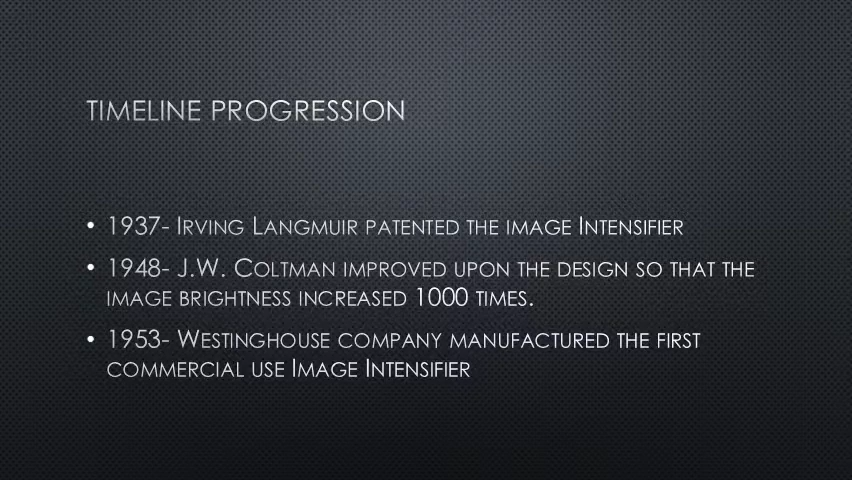 TIMELINE PROGRESSION
• 1937- IRVING LANGMUIR PATENTED THE IMAGE INTENSIFIER
• 1948- J.W. COLTMAN IMPROVED UPON THE DESIGN SO THAT THE
IMAGE BRIGHTNESS INCREASED 1000 TIMES.
• 1953- WESTINGHOUSE COMPANY MANUFACTURED THE FIRST
COMMERCIAL USE IMAGE INTENSIFIER